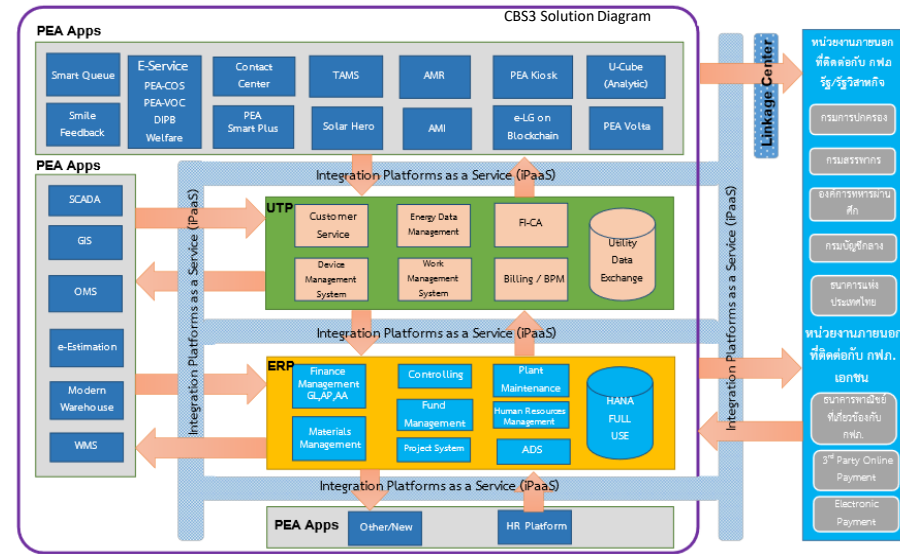 CBS3 Solution Diagram
PEA Apps
Smart Queue
Smile
Feedback
E-Service
PEA-COS
PEA-VOC
DIPB
Welfare
Contact
Center
PEA
Smart Plus
TAMS
Solar Hero
AMR
AMI
PEA Kiosk
e-LG on
Blockchain
U-Cube
(Analytic)
PEA Volta
Linkage Center
หน่วยงานภายนอก
ที่ติดต่อกับ กฟภ
รัฐ/รัฐวิสาหกิจ
กรมการปกครอง
กรมสรรพากร
องค์การทหารผ่าน
ศึก
กรมบัญชีกลาง
ธนาคารแห่ง
ประเทศไทย
หน่วยงานภายนอก
ที่ติดต่อกับ กฟภ.
เอกชน
ธนาคารพาณิชย์
ที่เกี่ยวข้องกับ
กฟภ.
3rd Party Online
Payment
Electronic
Payment
PEA Apps
SCADA
GIS
OMS
e-Estimation
Modern
Warehouse
WMS
Integration Platforms as a Service (iPaaS)
Integration Platforms as a Service (iPaaS)
Integration Platforms as a Service (iPaaS)
UTP
Customer
Service
Energy Data
Management
FI-CA
Device
Management
System
Work
Management
System
Billing / BPM
Utility
Data
Exchange
Integration Platforms as a Service (iPaaS)
ERP
Finance
Management
GL,AP,AA
Controlling
Plant
Maintenance
Materials
Management
Fund
Management
Human Resources
Management
Project System
ADS
HANA
FULL
USE
Integration Platforms as a Service (iPaaS)
PEA Apps
Other/New
HR Platform